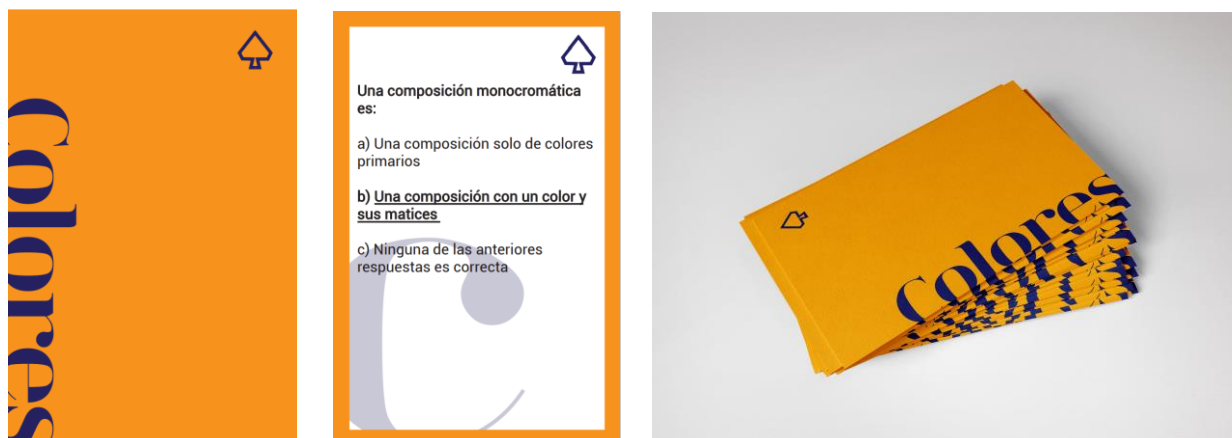 Colores
Una composición monocromática
es:
a) Una composición solo de colores
primarios
b) Una composición con un color y
sus matices
c) Ninguna de las anteriores
respuestas es correcta
C
Colores